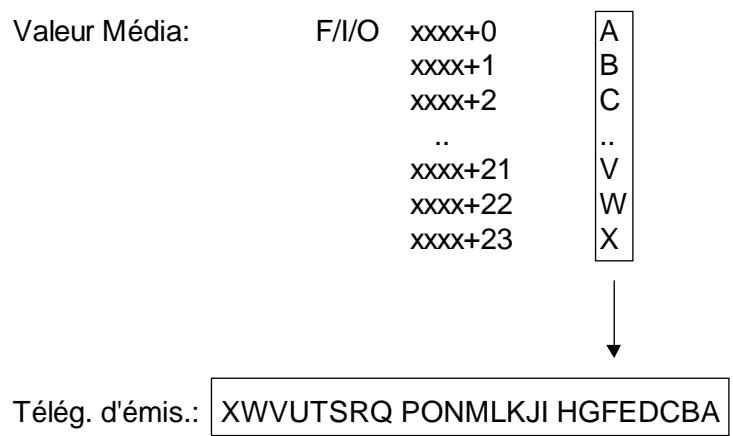 Valeur Média: F/I/O xxxx+0 A
xxxx+1 B
xxxx+2 C
.. ..
xxxx+21 V
xxxx+22 W
xxxx+23 X
Télég. d'émis.: XWVUTSRQ PONMLKJI HGFEDCBA